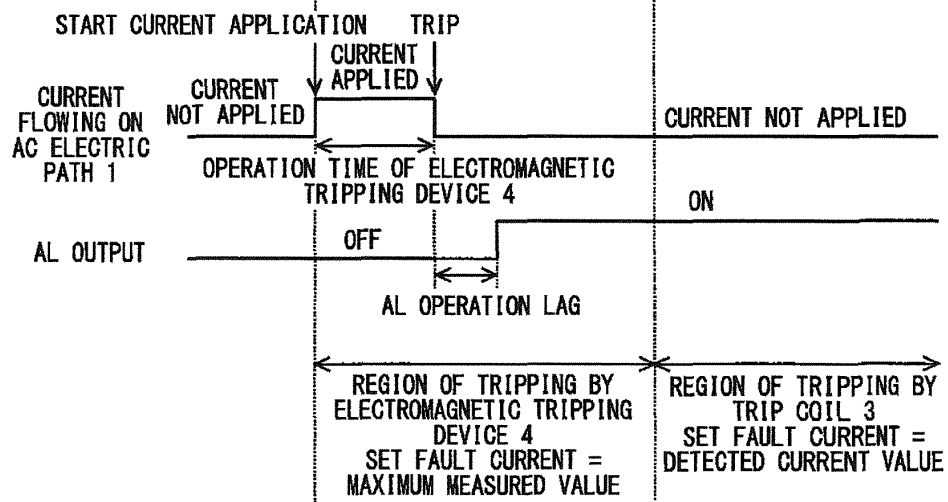 START CURRENT APPLICATION
TRIP
CURRENT
APPLIED
CURRENT
NOT APPLIED
CURRENT
FLOWING ON
AC ELECTRIC
PATH 1
CURRENT NOT APPLIED
OPERATION TIME OF ELECTROMAGNETIC
TRIPPING DEVICE 4
ON
OFF
AL OUTPUT
AL OPERATION LAG
REGION OF TRIPPING BY
ELECTROMAGNETIC TRIPPING
DEVICE 4
SET FAULT CURRENT =
MAXIMUM MEASURED VALUE
REGION OF TRIPPING BY
TRIP COIL 3
SET FAULT CURRENT =
DETECTED CURRENT VALUE